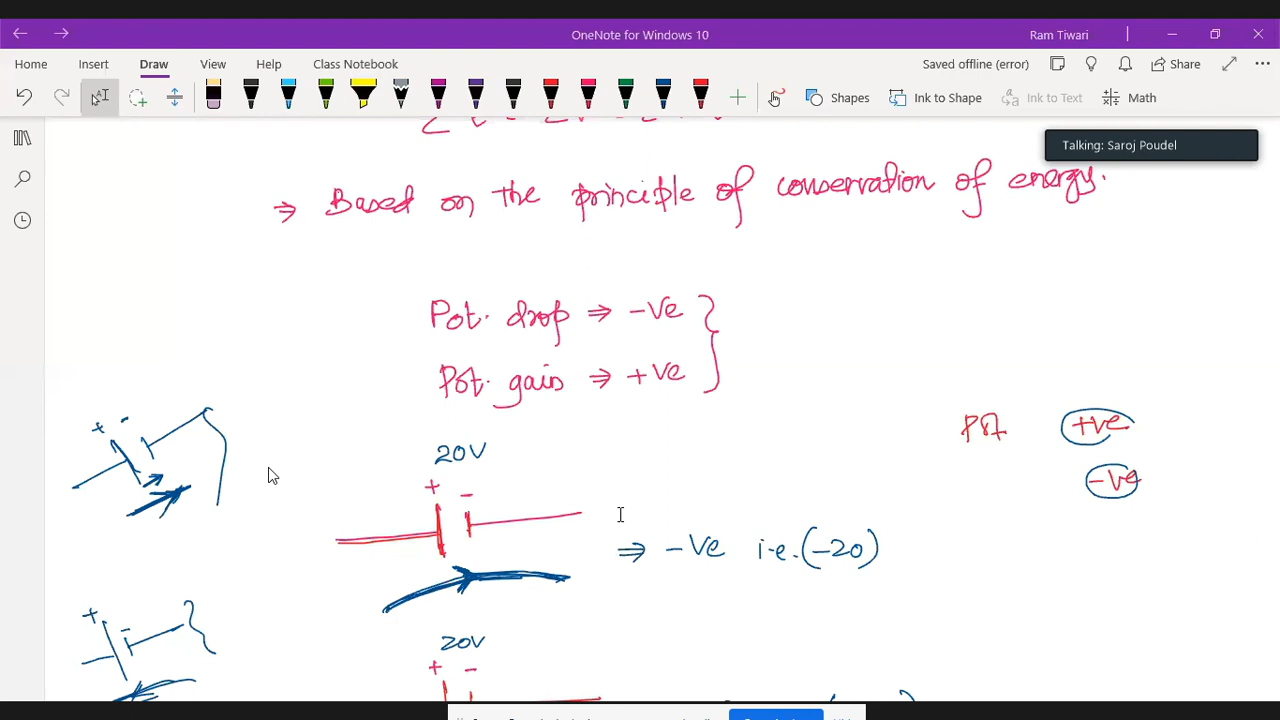 OneNote for Windows 10
Ram Tiwari
Home Insert Draw View Help Class Notebook
Saved offline (error)
Share
Shapes
Ink to Shape
Ink to Text
Math
Talking: Saroj Poudel
⇒ Based on the principle of conservation of energy.
Pot. drop ⇒ -ve
Pot. gain ⇒ +ve
Pot +ve
-ve
+ -
20V
+ -
⇒ -ve i.e. (-20)
+ -
20V
+ -